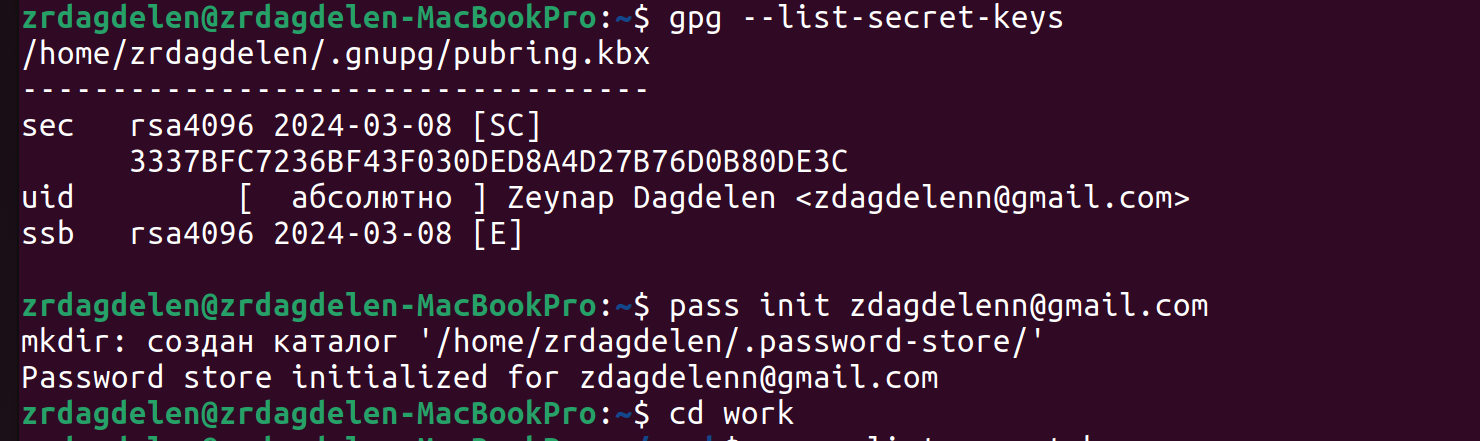 zrdagdelen@zrdagdelen-MacBookPro:~$ gpg --list-secret-keys
/home/zrdagdelen/.gnupg/pubring.kbx
-----------------------------------
sec   rsa4096 2024-03-08 [SC]
      3337BFC7236BF43F030DED8A4D27B76D0B80DE3C
uid         [  абсолютно ] Zeynap Dagdelen <zdagdelenn@gmail.com>
ssb   rsa4096 2024-03-08 [E]
zrdagdelen@zrdagdelen-MacBookPro:~$ pass init zdagdelenn@gmail.com
mkdir: создан каталог '/home/zrdagdelen/.password-store/'
Password store initialized for zdagdelenn@gmail.com
zrdagdelen@zrdagdelen-MacBookPro:~$ cd work